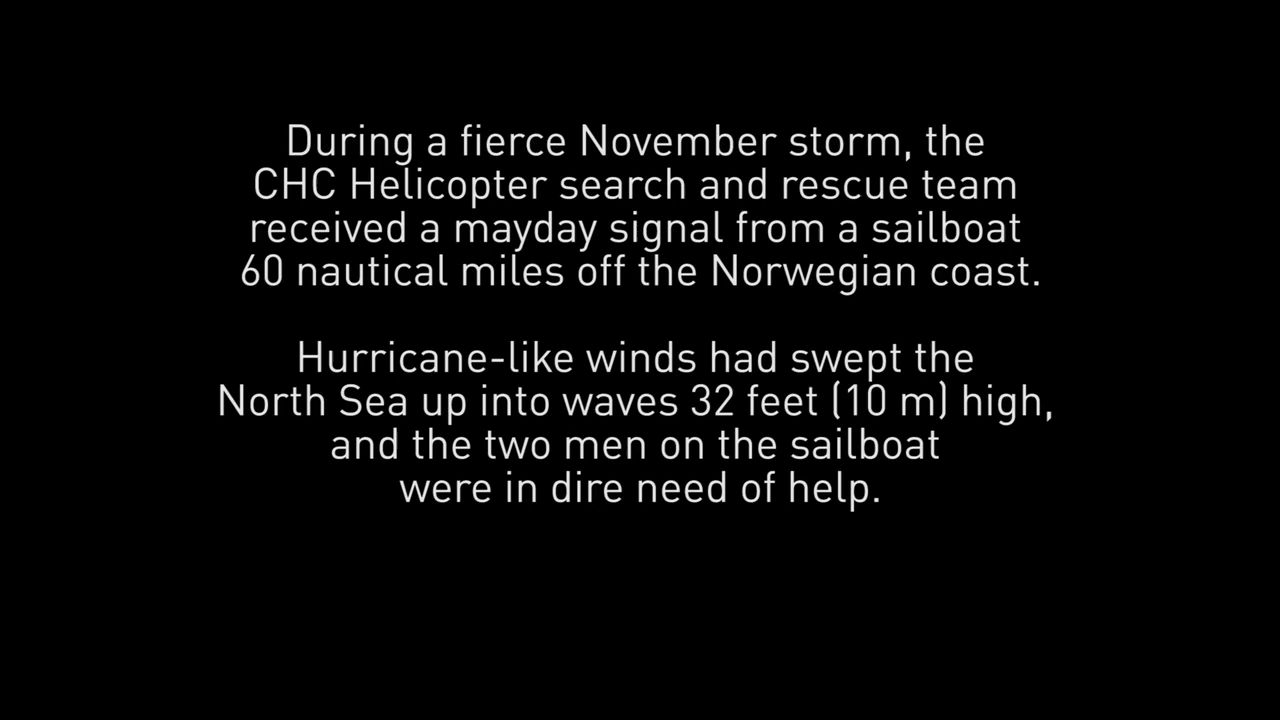 During a fierce November storm, the
CHC Helicopter search and rescue team
received a mayday signal from a sailboat
60 nautical miles off the Norwegian coast.
Hurricane-like winds had swept the
North Sea up into waves 32 feet (10 m) high,
and the two men on the sailboat
were in dire need of help.